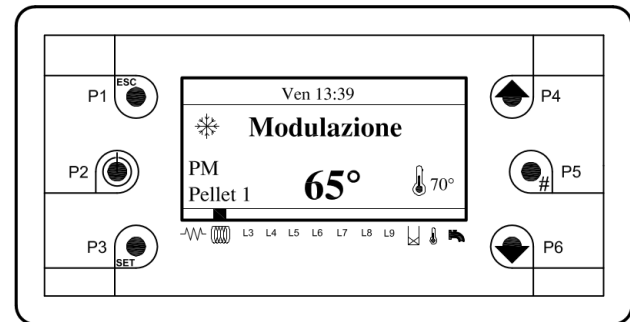 Ven 13:39
ESC
P1
P4
Modulazione
PM
P2
P5
Pellet 1
65°
70°
#
L3 L4 L5 L6 L7 L8 L9
P3
P6
SET